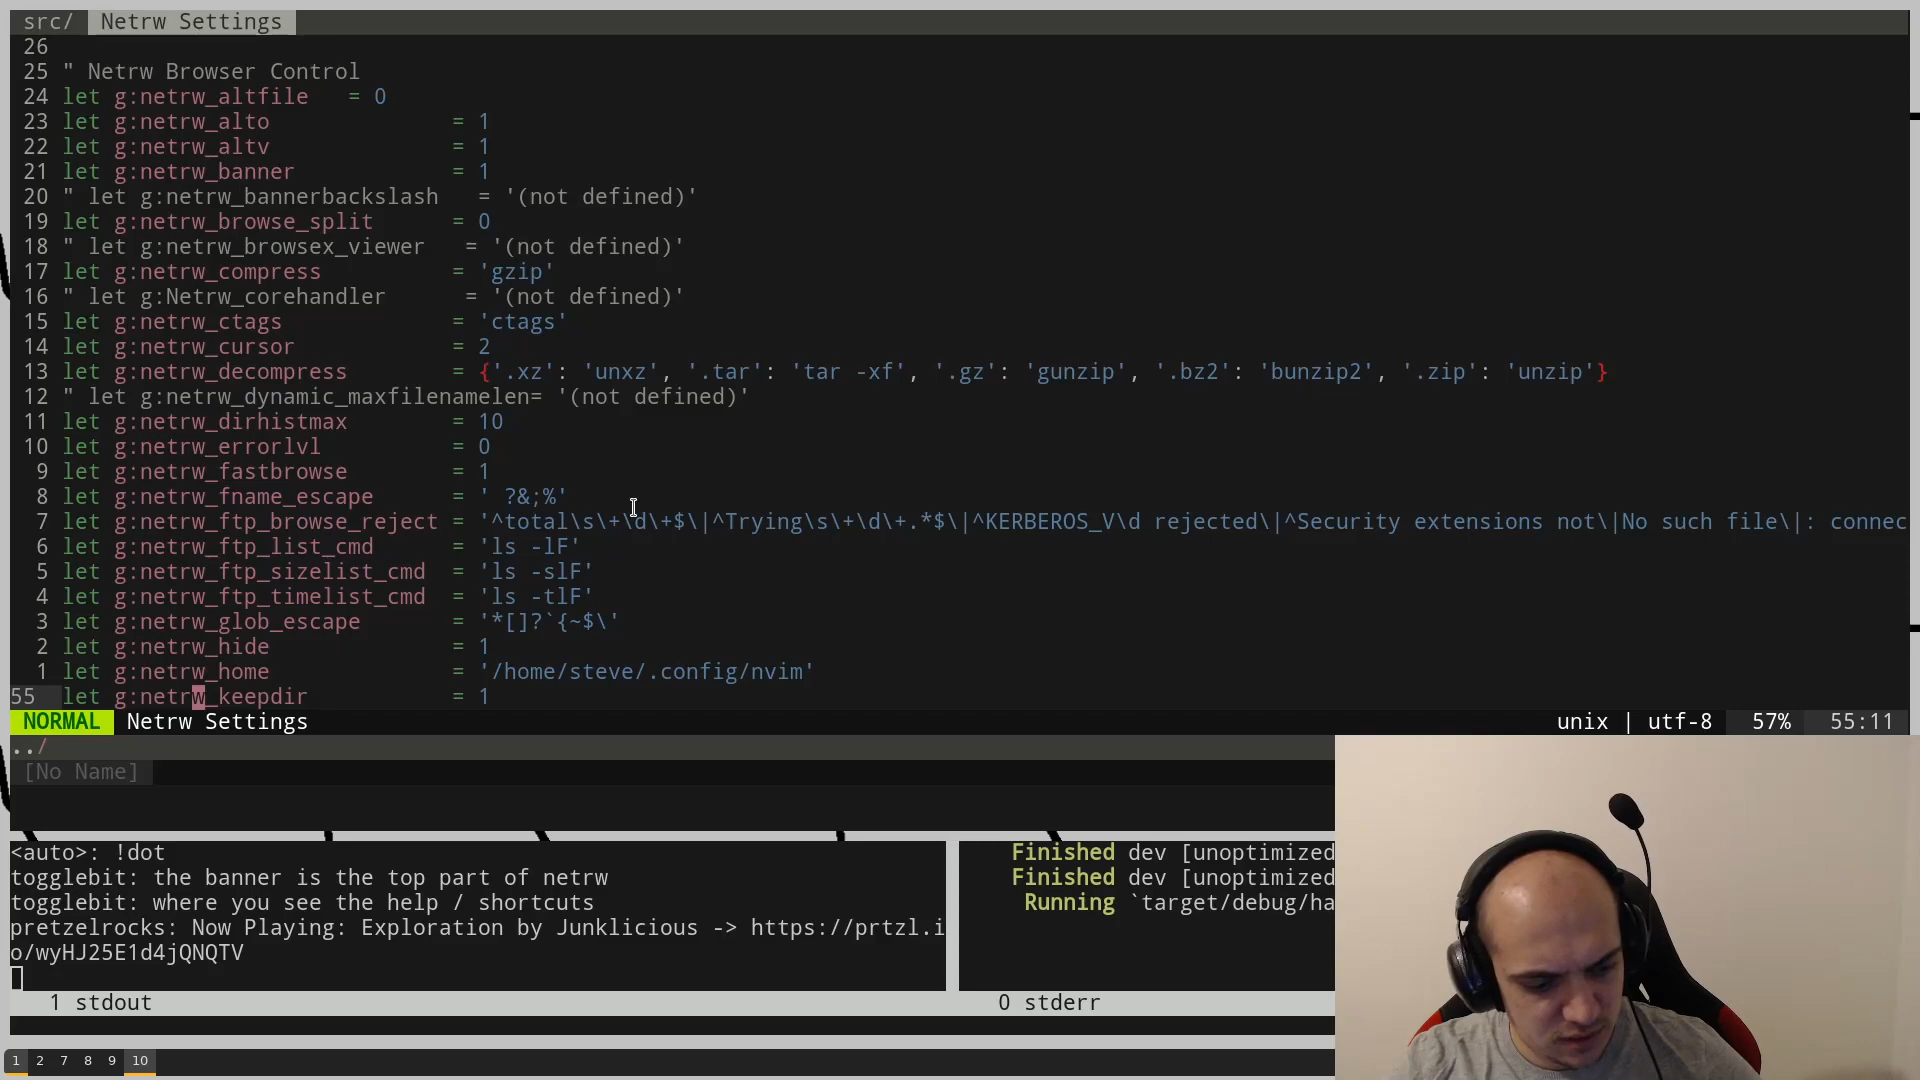 src/ Netrw Settings
26
25 " Netrw Browser Control
24 let g:netrw_altfile   = 0
23 let g:netrw_alto              = 1
22 let g:netrw_altv              = 1
21 let g:netrw_banner            = 1
20 " let g:netrw_bannerbackslash   = '(not defined)'
19 let g:netrw_browse_split      = 0
18 " let g:netrw_browsex_viewer   = '(not defined)'
17 let g:netrw_compress          = 'gzip'
16 " let g:Netrw_corehandler      = '(not defined)'
15 let g:netrw_ctags             = 'ctags'
14 let g:netrw_cursor            = 2
13 let g:netrw_decompress        = {'.xz': 'unxz', '.tar': 'tar -xf', '.gz': 'gunzip', '.bz2': 'bunzip2', '.zip': 'unzip'}
12 " let g:netrw_dynamic_maxfilenamelen= '(not defined)'
11 let g:netrw_dirhistmax        = 10
10 let g:netrw_errorlvl          = 0
9 let g:netrw_fastbrowse        = 1
8 let g:netrw_fname_escape      = ' ?&;%'
7 let g:netrw_ftp_browse_reject = '^total\s\+\d\+$\|^Trying\s\+\d\+.*$\|^KERBEROS_V\d rejected\|^Security extensions not\|No such file\|: connec
6 let g:netrw_ftp_list_cmd      = 'ls -lF'
5 let g:netrw_ftp_sizelist_cmd  = 'ls -slF'
4 let g:netrw_ftp_timelist_cmd  = 'ls -tlF'
3 let g:netrw_glob_escape       = '*[]?`{~$\'
2 let g:netrw_hide              = 1
1 let g:netrw_home              = '/home/steve/.config/nvim'
55 let g:netrw_keepdir           = 1
NORMAL Netrw Settings unix | utf-8 57% 55:11
../
[No Name]
<auto>: !dot
togglebit: the banner is the top part of netrw
togglebit: where you see the help / shortcuts
pretzelrocks: Now Playing: Exploration by Junklicious -> https://prtzl.i
o/wyHJ25E1d4jQNQTV
1 stdout
Finished dev [unoptimized
Finished dev [unoptimized
Running `target/debug/ha
0 stderr
1 2 7 8 9 10